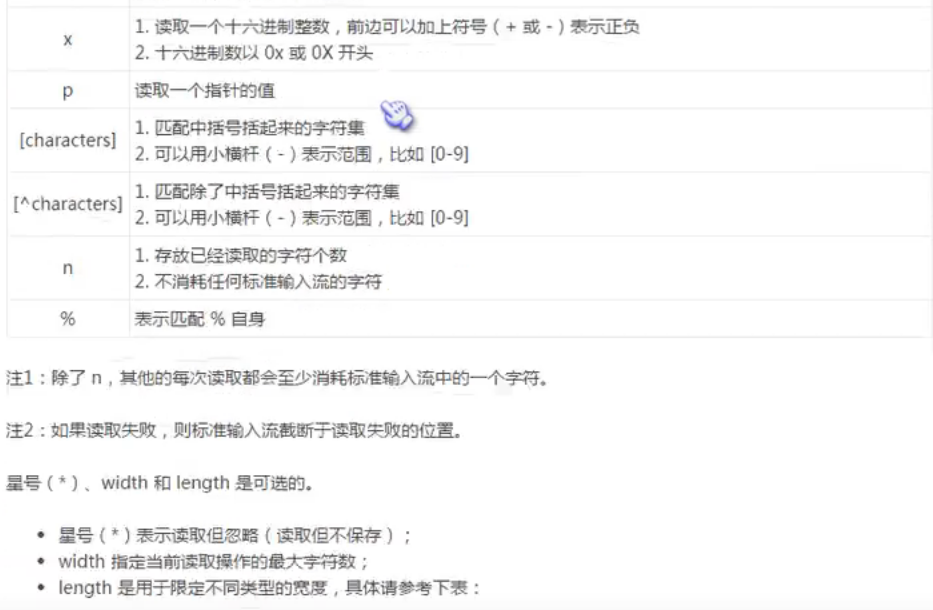 x
1. 读取一个十六进制整数，前边可以加上符号（+ 或 -）表示正负
2. 十六进制数以 0x 或 0X 开头
p
读取一个指针的值
[characters]
1. 匹配中括号括起来的字符集
2. 可以用小横杆（-）表示范围，比如 [0-9]
[^characters]
1. 匹配除了中括号括起来的字符集
2. 可以用小横杆（-）表示范围，比如 [0-9]
n
1. 存放已经读取的字符个数
2. 不消耗任何标准输入流的字符
%
表示匹配 % 自身
注1：除了 n，其他的每次读取都会至少消耗标准输入流中的一个字符。
注2：如果读取失败，则标准输入流截断于读取失败的位置。
星号（*）、width 和 length 是可选的。
• 星号（*）表示读取但忽略（读取但不保存）；
• width 指定当前读取操作的最大字符数；
• length 是用于限定不同类型的宽度，具体请参考下表：